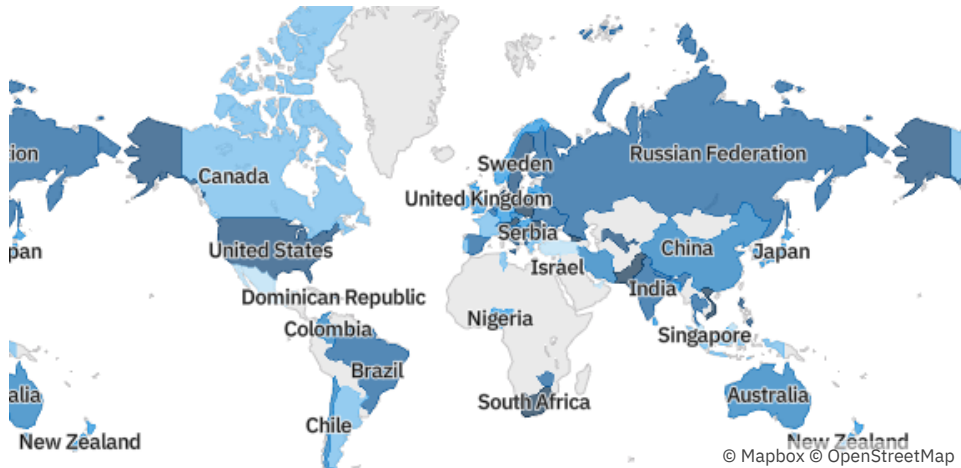 Sweden
ion
Russian Federation
Canada
United Kingdom
Serbia
United States
China
Japan
pan
Israel
India
Dominican Republic
Nigeria
Colombia
Singapore
Brazil
alia
Australia
South Africa
Chile
New Zealand
New Zealand
© Mapbox © OpenStreetMap